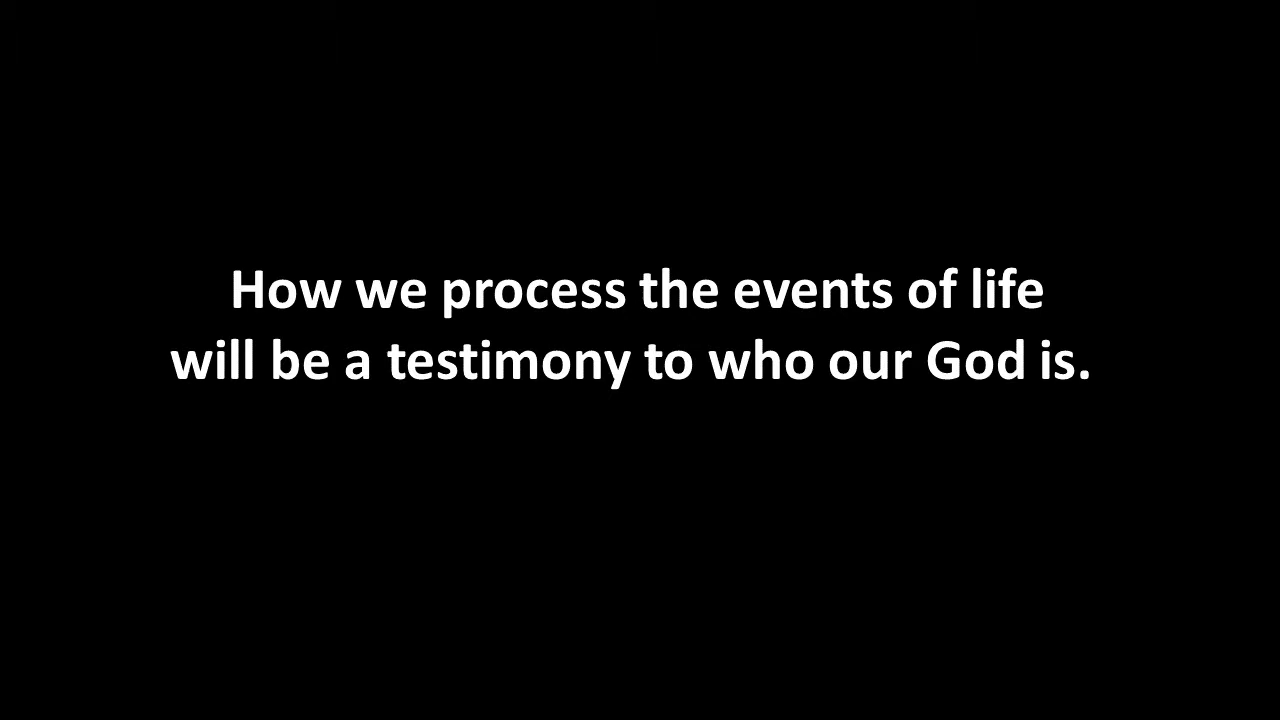 How we process the events of life
will be a testimony to who our God is.